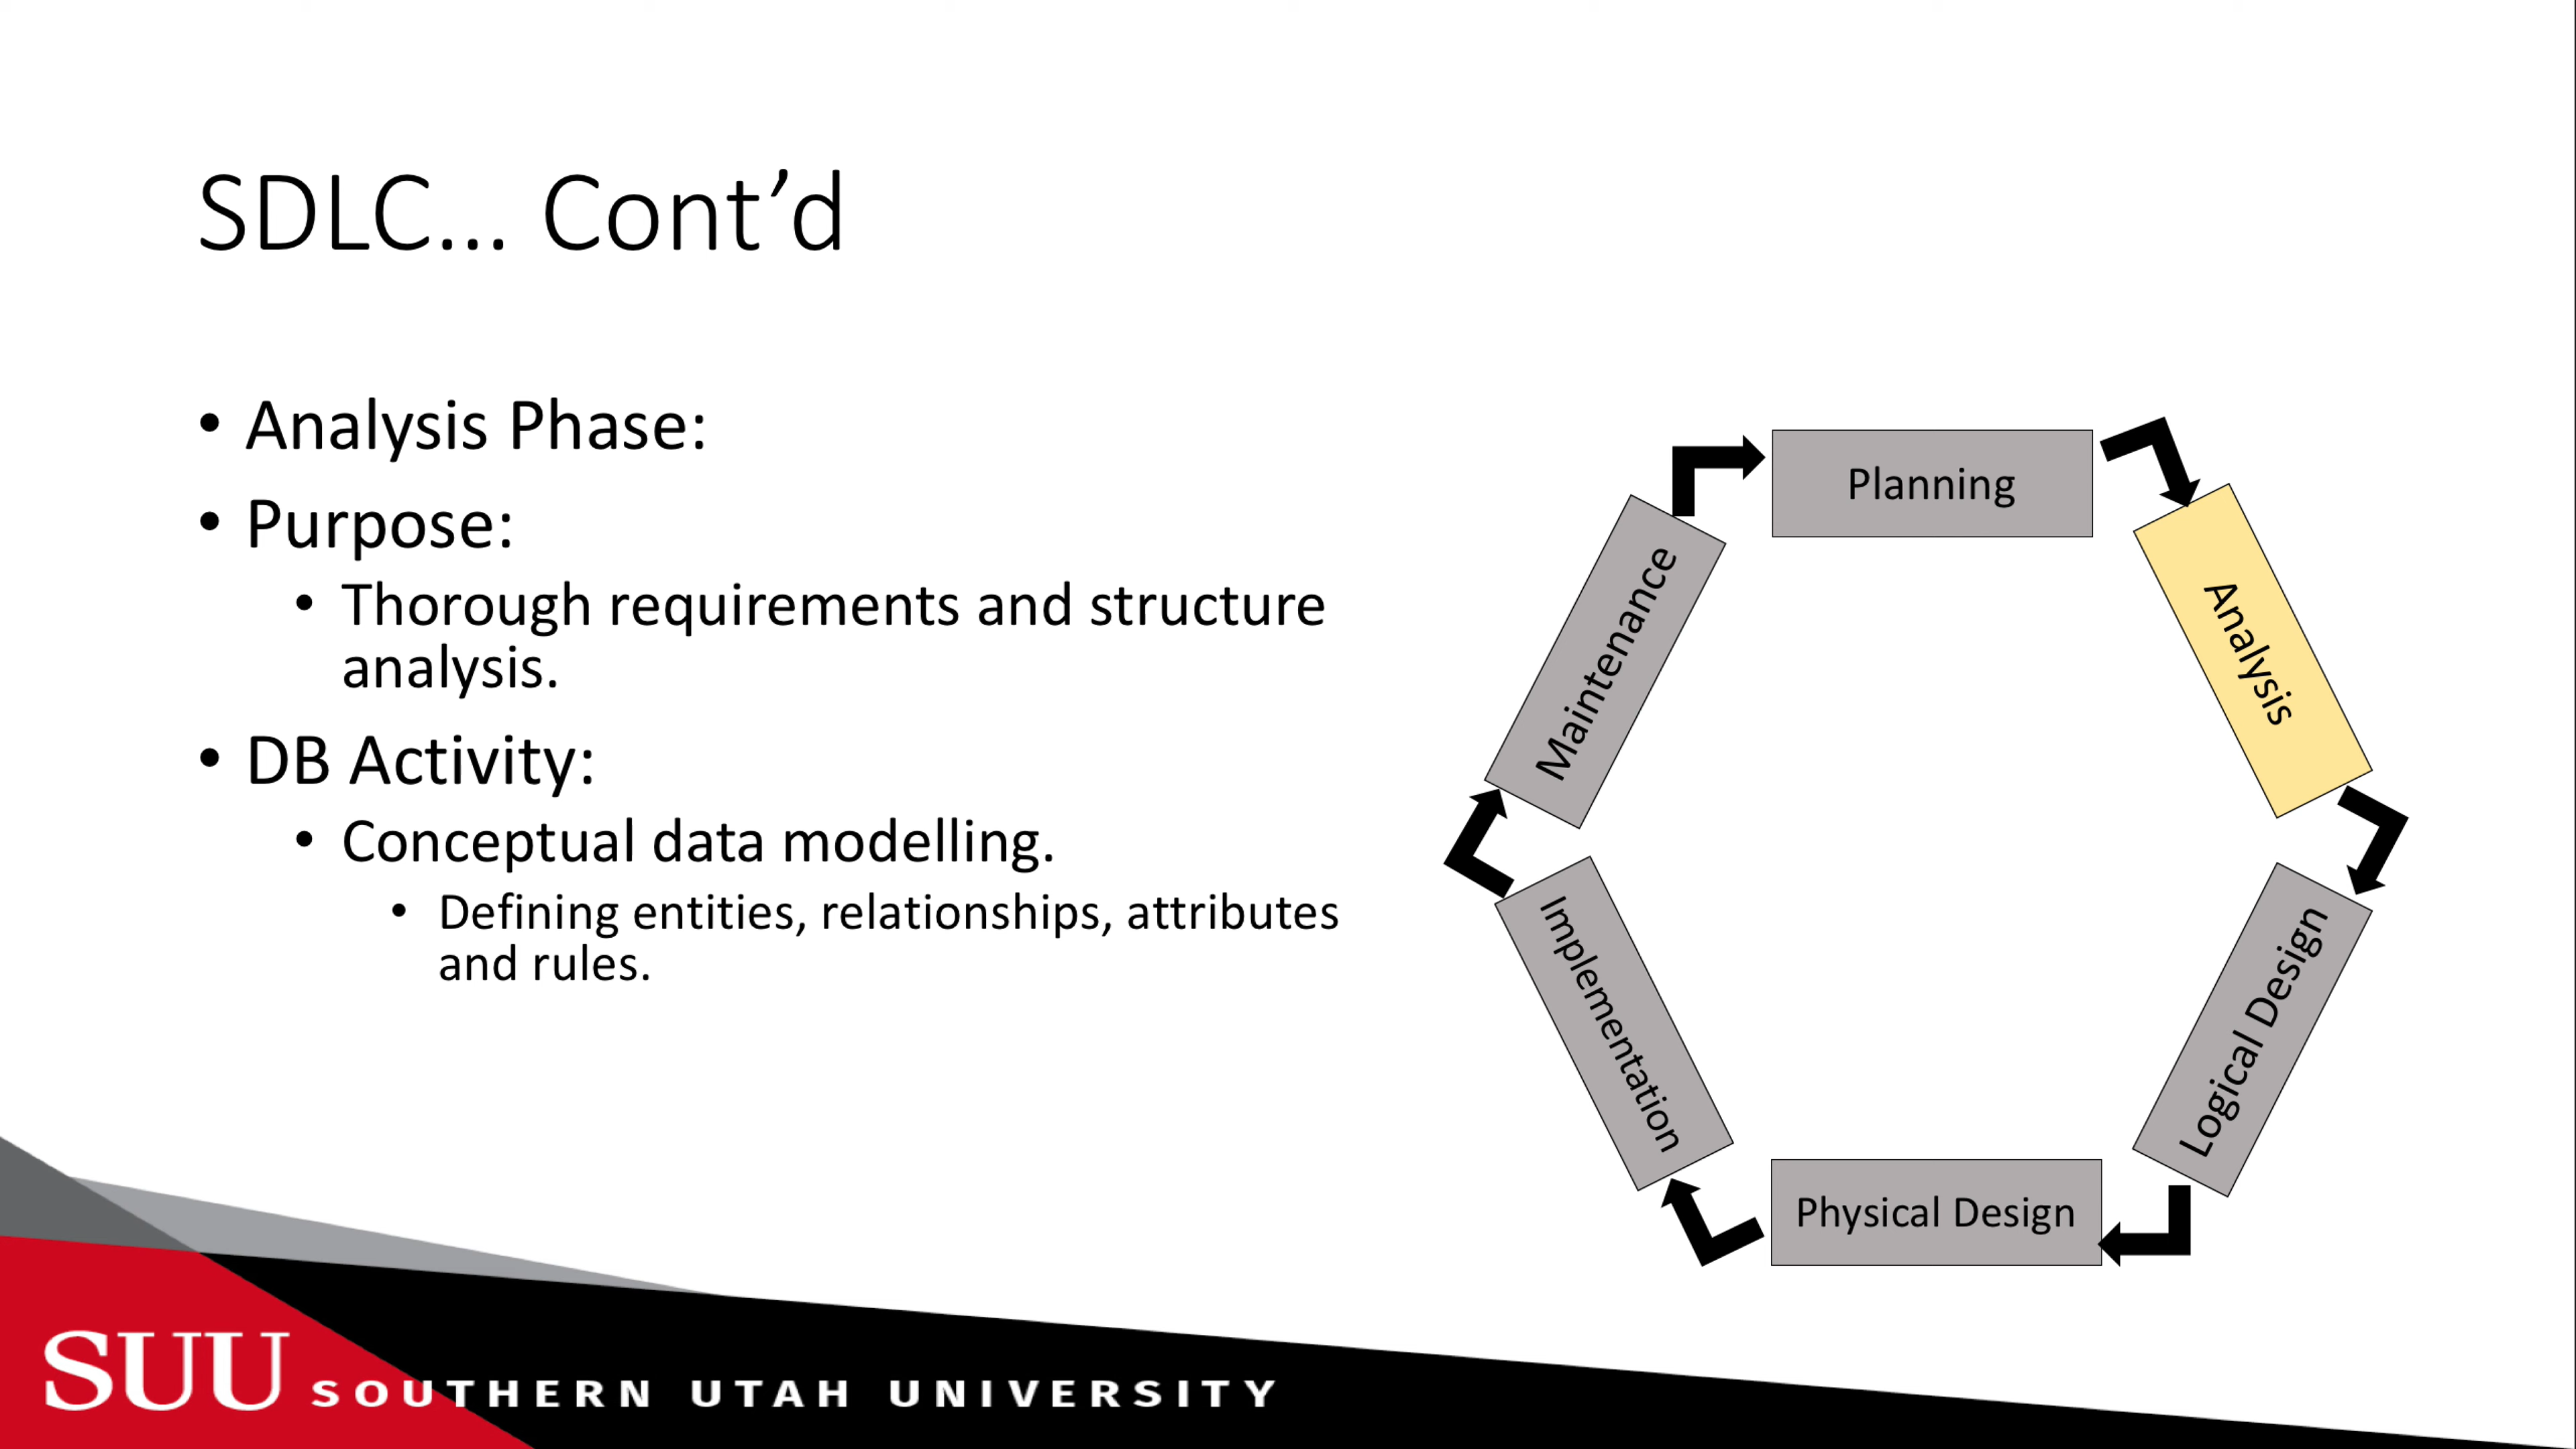 SDLC... Cont’d
• Analysis Phase:
• Purpose:
• Thorough requirements and structure
analysis.
• DB Activity:
• Conceptual data modelling.
• Defining entities, relationships, attributes
and rules.
Planning
Analysis
Logical Design
Physical Design
Implementation
Maintenance
SUU SOUTHERN UTAH UNIVERSITY